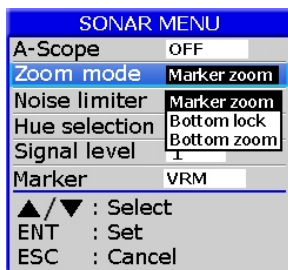 SONAR MENU
A-Scope OFF
Zoom mode Marker zoom
Noise limiter Marker zoom
Hue selection Bottom lock
Signal level Bottom zoom
Marker VRM
▲/▼ : Select
ENT : Set
ESC : Cancel